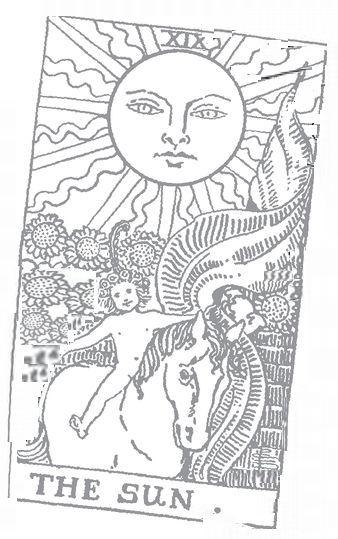 XIX
THE SUN .